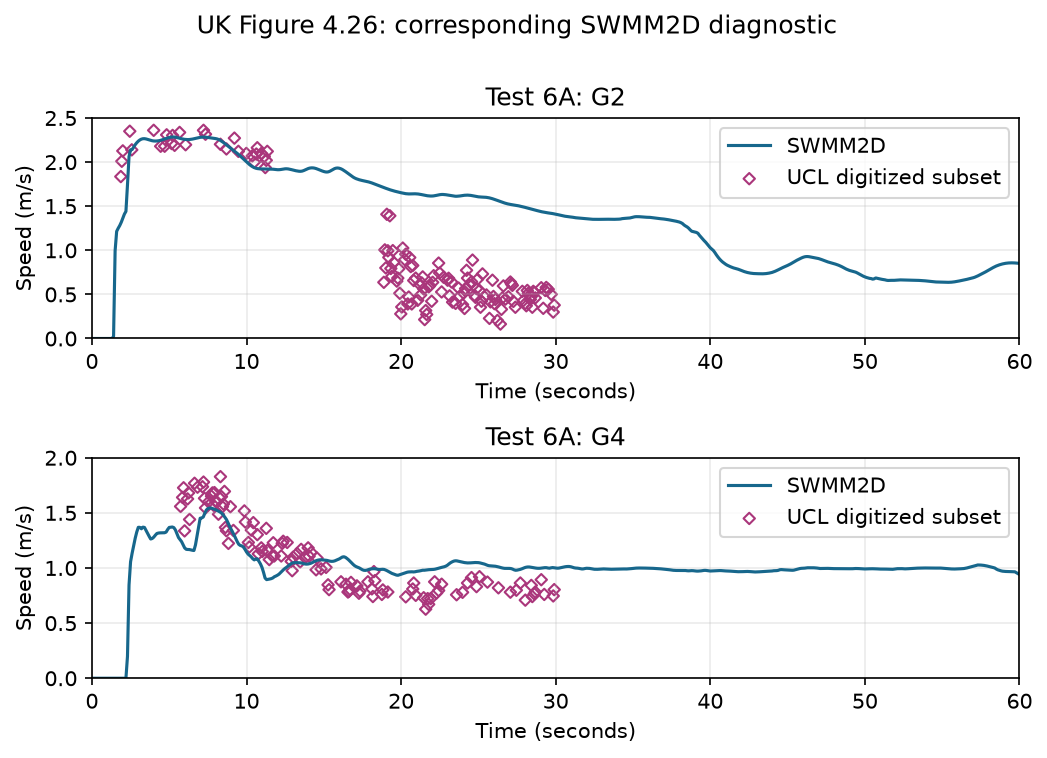 UK Figure 4.26: corresponding SWMM2D diagnostic
Test 6A: G2
2.5
2.0
1.5
1.0
0.5
0.0
Speed (m/s)
SWMM2D
UCL digitized subset
0 10 20 30 40 50 60
Time (seconds)
Test 6A: G4
2.0
1.5
1.0
0.5
0.0
Speed (m/s)
SWMM2D
UCL digitized subset
0 10 20 30 40 50 60
Time (seconds)